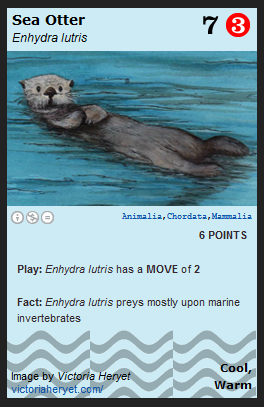 Sea Otter 7 3
Enhydra lutris
Animalia,Chordata,Mammalia
6 POINTS
Play: Enhydra lutris has a MOVE of 2
Fact: Enhydra lutris preys mostly upon marine
invertebrates
Image by Victoria Heryet
victoriaheryet.com/
Cool,
Warm